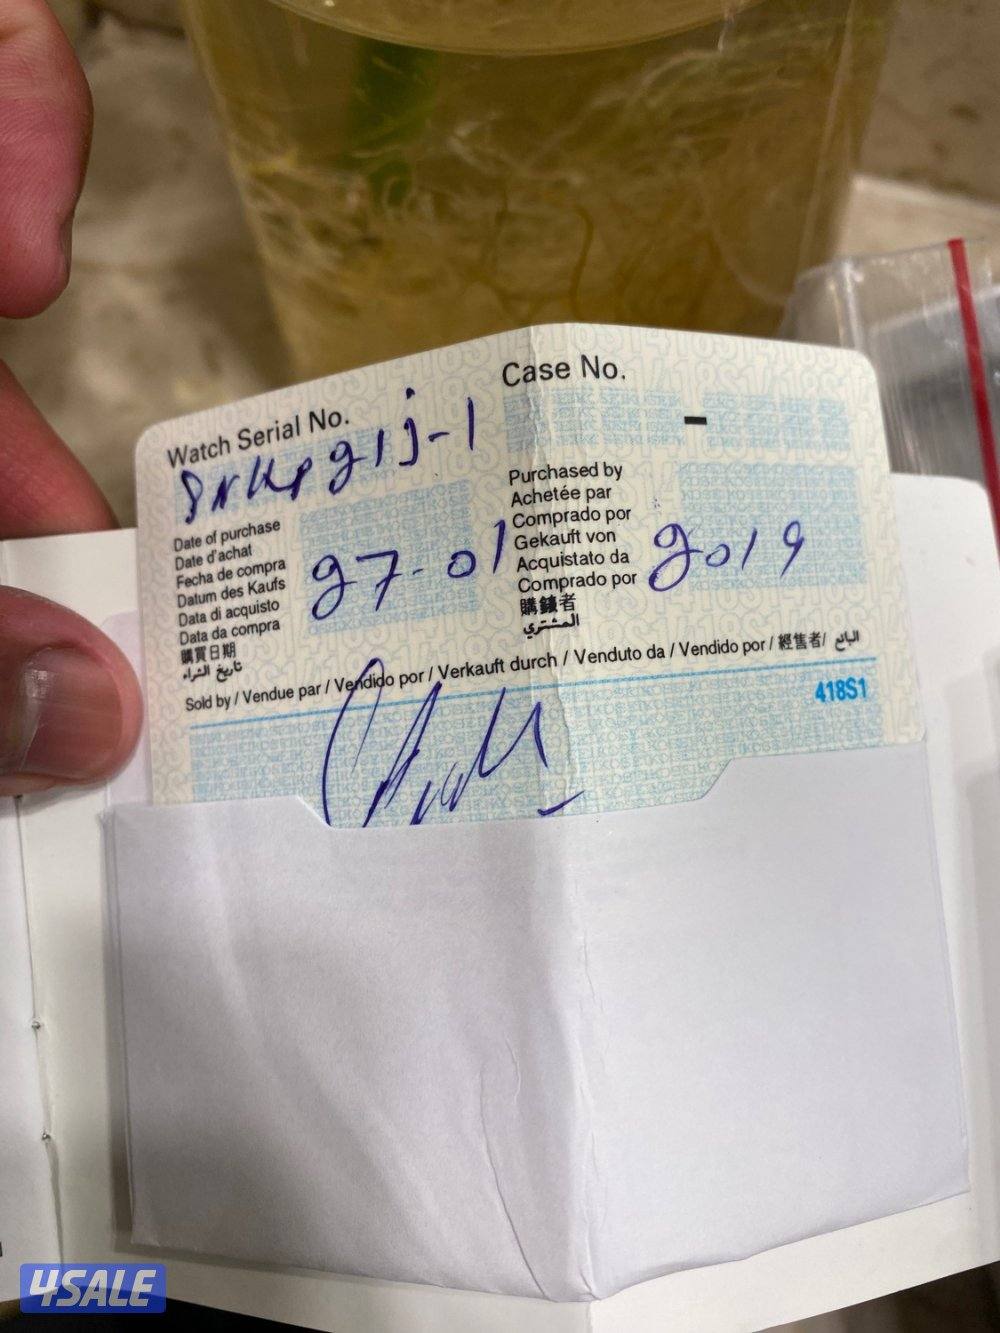 Watch Serial No.
SNKP21J-1
Case No.
-
Date of purchase
Date d'achat
Fecha de compra
Datum des Kaufs
Data di acquisto
Data da compra
購買日期
تاريخ الشراء
27-01
Purchased by
Achetée par
Comprado por
Gekauft von
Acquistato da
Comprado por
購錶者
المشتري
2019
Sold by / Vendue par / Vendido por / Verkauft durch / Venduto da / Vendido por / 經售者/ البائع
418S1
4SALE